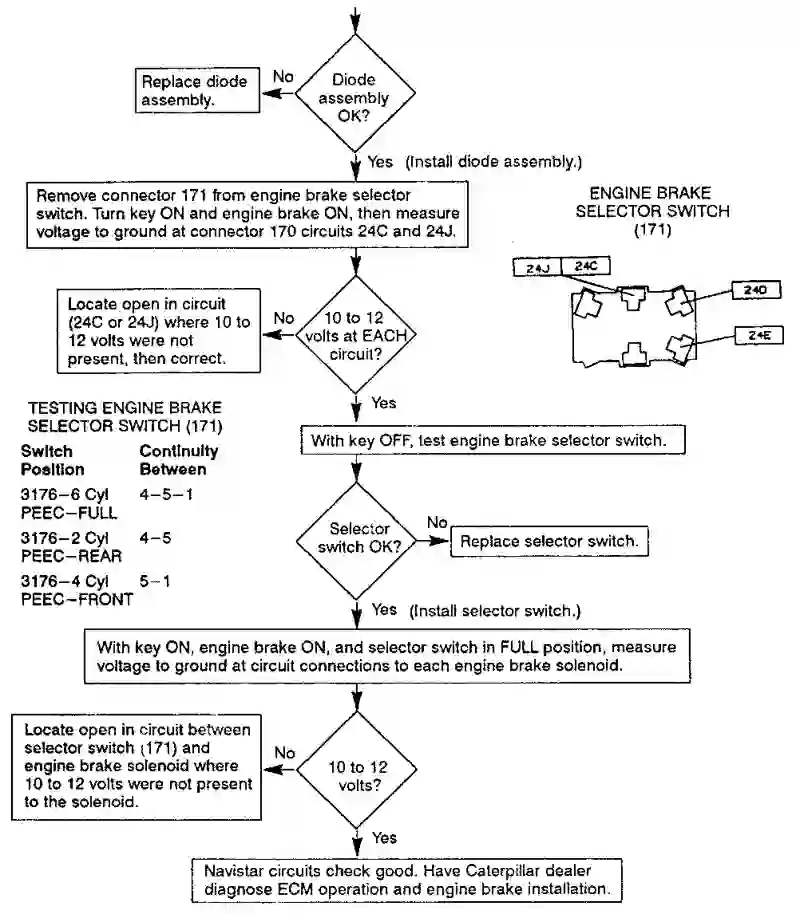 Diode
assembly
OK?
No
Replace diode
assembly.
Yes (Install diode assembly.)
Remove connector 171 from engine brake selector
switch. Turn key ON and engine brake ON, then measure
voltage to ground at connector 170 circuits 24C and 24J.
ENGINE BRAKE
SELECTOR SWITCH
(171)
24J 24C
24D
24E
10 to 12
volts at EACH
circuit?
No
Locate open in circuit
(24C or 24J) where 10 to
12 volts were not
present, then correct.
Yes
TESTING ENGINE BRAKE
SELECTOR SWITCH (171)
Switch Continuity
Position Between
3176-6 Cyl 4-5-1
PEEC-FULL
3176-2 Cyl 4-5
PEEC-REAR
3176-4 Cyl 5-1
PEEC-FRONT
With key OFF, test engine brake selector switch.
Selector
switch OK?
No
Replace selector switch.
Yes (Install selector switch.)
With key ON, engine brake ON, and selector switch in FULL position, measure
voltage to ground at circuit connections to each engine brake solenoid.
10 to 12
volts?
No
Locate open in circuit between
selector switch (171) and
engine brake solenoid where
10 to 12 volts were not present
to the solenoid.
Yes
Navistar circuits check good. Have Caterpillar dealer
diagnose ECM operation and engine brake installation.